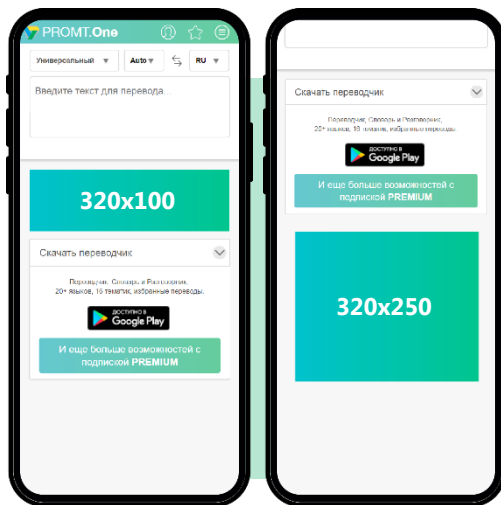 PROMT.One
Универсальный
Auto
RU
Введите текст для перевода...
320x100
Скачать переводчик
Переводчик, Словарь и Разговорник,
20+ языков, 16 тематик, избранные переводы.
ДОСТУПНО В
Google Play
И еще больше возможностей с
подпиской PREMIUM
Скачать переводчик
Переводчик, Словарь и Разговорник,
20+ языков, 16 тематик, избранные переводы.
ДОСТУПНО В
Google Play
И еще больше возможностей с
подпиской PREMIUM
320x250